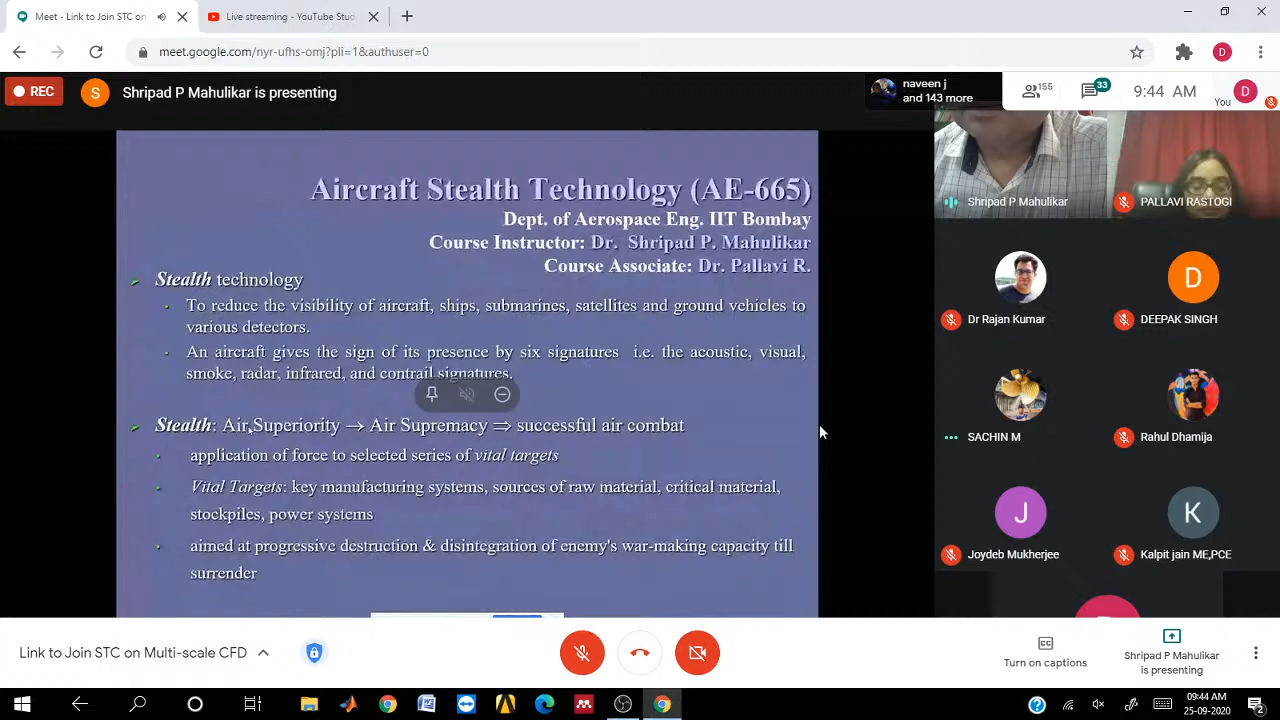 Meet - Link to Join STC on
Live streaming - YouTube Stud
meet.google.com/nyr-ufhs-omj?pli=1&authuser=0
D
REC
S
Shripad P Mahulikar is presenting
naveen j
and 143 more
155
33
9:44 AM
You
D
Aircraft Stealth Technology (AE-665)
Dept. of Aerospace Eng. IIT Bombay
Course Instructor: Dr. Shripad P. Mahulikar
Course Associate: Dr. Pallavi R.
Stealth technology
To reduce the visibility of aircraft, ships, submarines, satellites and ground vehicles to
various detectors.
An aircraft gives the sign of its presence by six signatures i.e. the acoustic, visual,
smoke, radar, infrared, and contrail signatures.
Stealth: Air Superiority → Air Supremacy ⇒ successful air combat
application of force to selected series of vital targets
Vital Targets: key manufacturing systems, sources of raw material, critical material,
stockpiles, power systems
aimed at progressive destruction & disintegration of enemy's war-making capacity till
surrender
Shripad P Mahulikar
PALLAVI RASTOGI
Dr Rajan Kumar
D
DEEPAK SINGH
SACHIN M
Rahul Dhamija
J
Joydeb Mukherjee
K
Kalpit jain ME,PCE
Link to Join STC on Multi-scale CFD
Turn on captions
Shripad P Mahulikar
is presenting
09:44 AM
25-09-2020
2